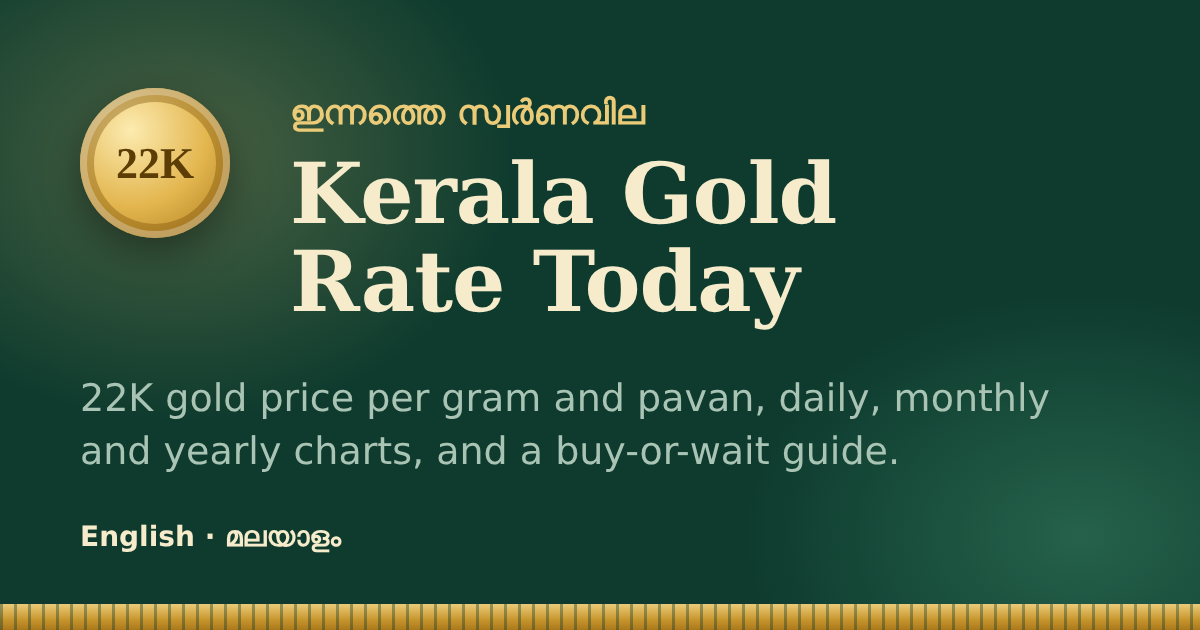 22K
ഇന്നത്തെ സ്വർണവില
Kerala Gold
Rate Today
22K gold price per gram and pavan, daily, monthly
and yearly charts, and a buy-or-wait guide.
English · മലയാളം